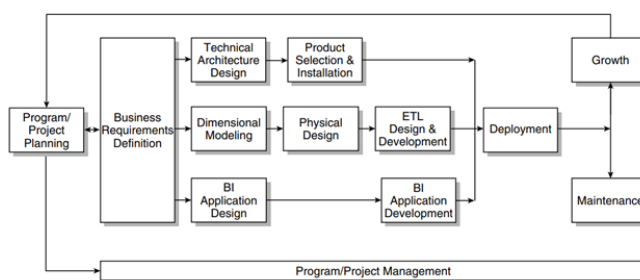 Technical
Architecture
Design
Product
Selection &
Installation
Growth
Program/
Project
Planning
Business
Requirements
Definition
Dimensional
Modeling
Physical
Design
ETL
Design &
Development
Deployment
BI
Application
Design
BI
Application
Development
Maintenance
Program/Project Management